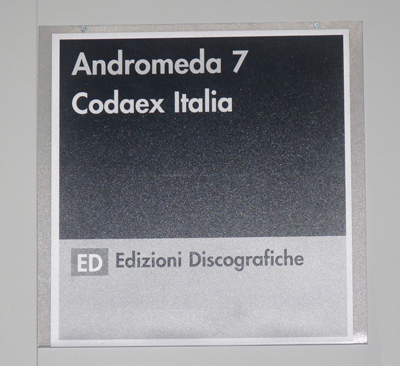 Andromeda 7
Codaex Italia
ED Edizioni Discografiche